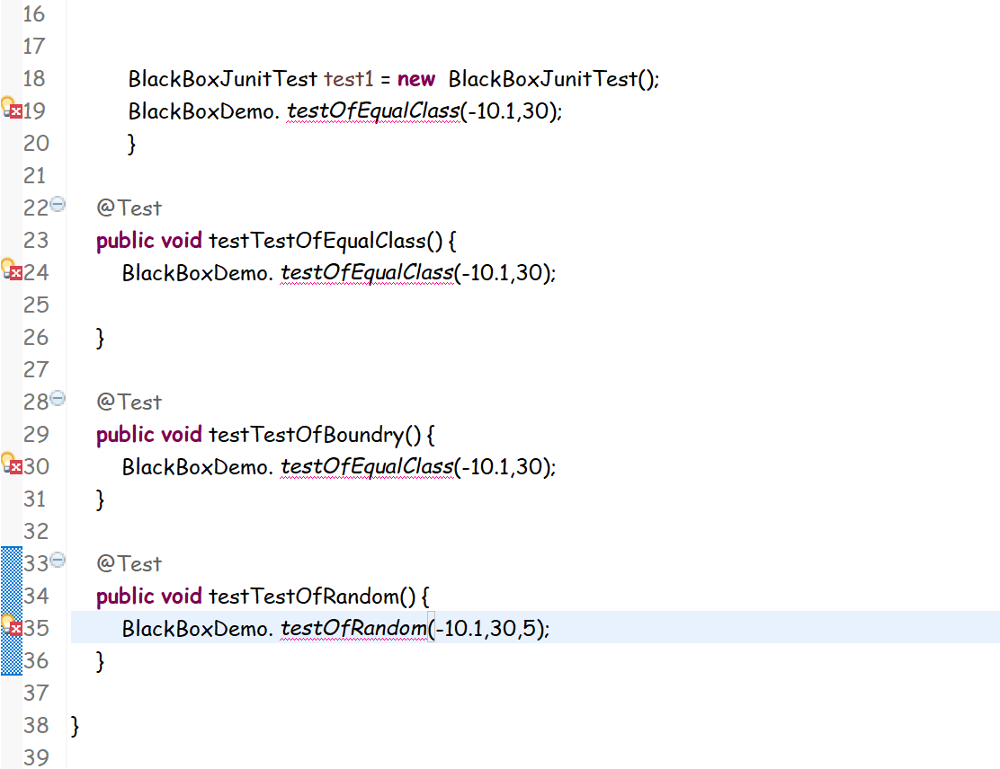 16
17
18 BlackBoxJunitTest test1 = new  BlackBoxJunitTest();
19 BlackBoxDemo. testOfEqualClass(-10.1,30);
20 }
21
22 @Test
23 public void testTestOfEqualClass() {
24 BlackBoxDemo. testOfEqualClass(-10.1,30);
25
26 }
27
28 @Test
29 public void testTestOfBoundry() {
30 BlackBoxDemo. testOfEqualClass(-10.1,30);
31 }
32
33 @Test
34 public void testTestOfRandom() {
35 BlackBoxDemo. testOfRandom(-10.1,30,5);
36 }
37
38 }
39